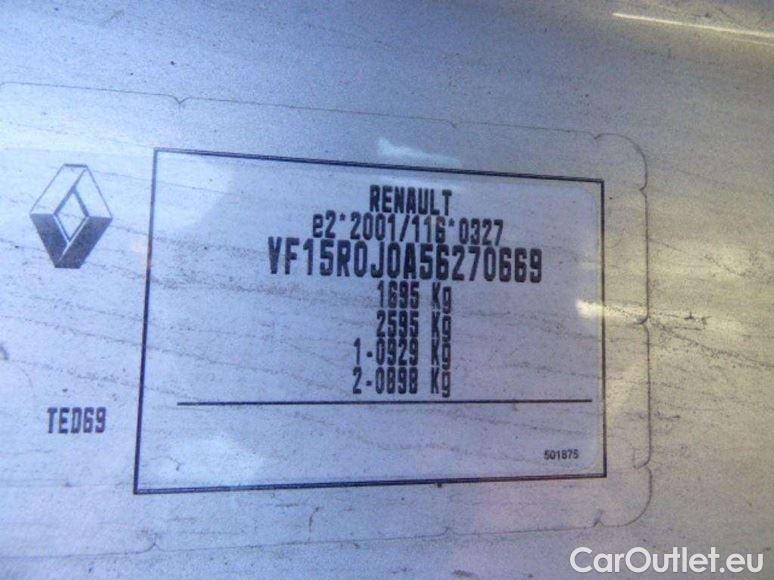 RENAULT
e2*2001/116*0327
VF15R0J0A56270669
1695 Kg
2595 Kg
1-0929 Kg
2-0898 Kg
TED69
501875
CarOutlet.eu